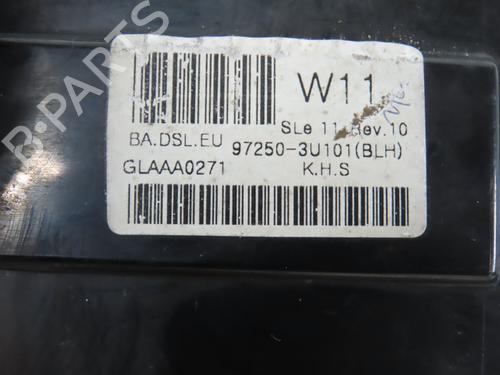 W11
SLe 11 Rev.10
BA.DSL.EU
97250-3U101(BLH)
GLAAA0271
K.H.S
B-PARTS